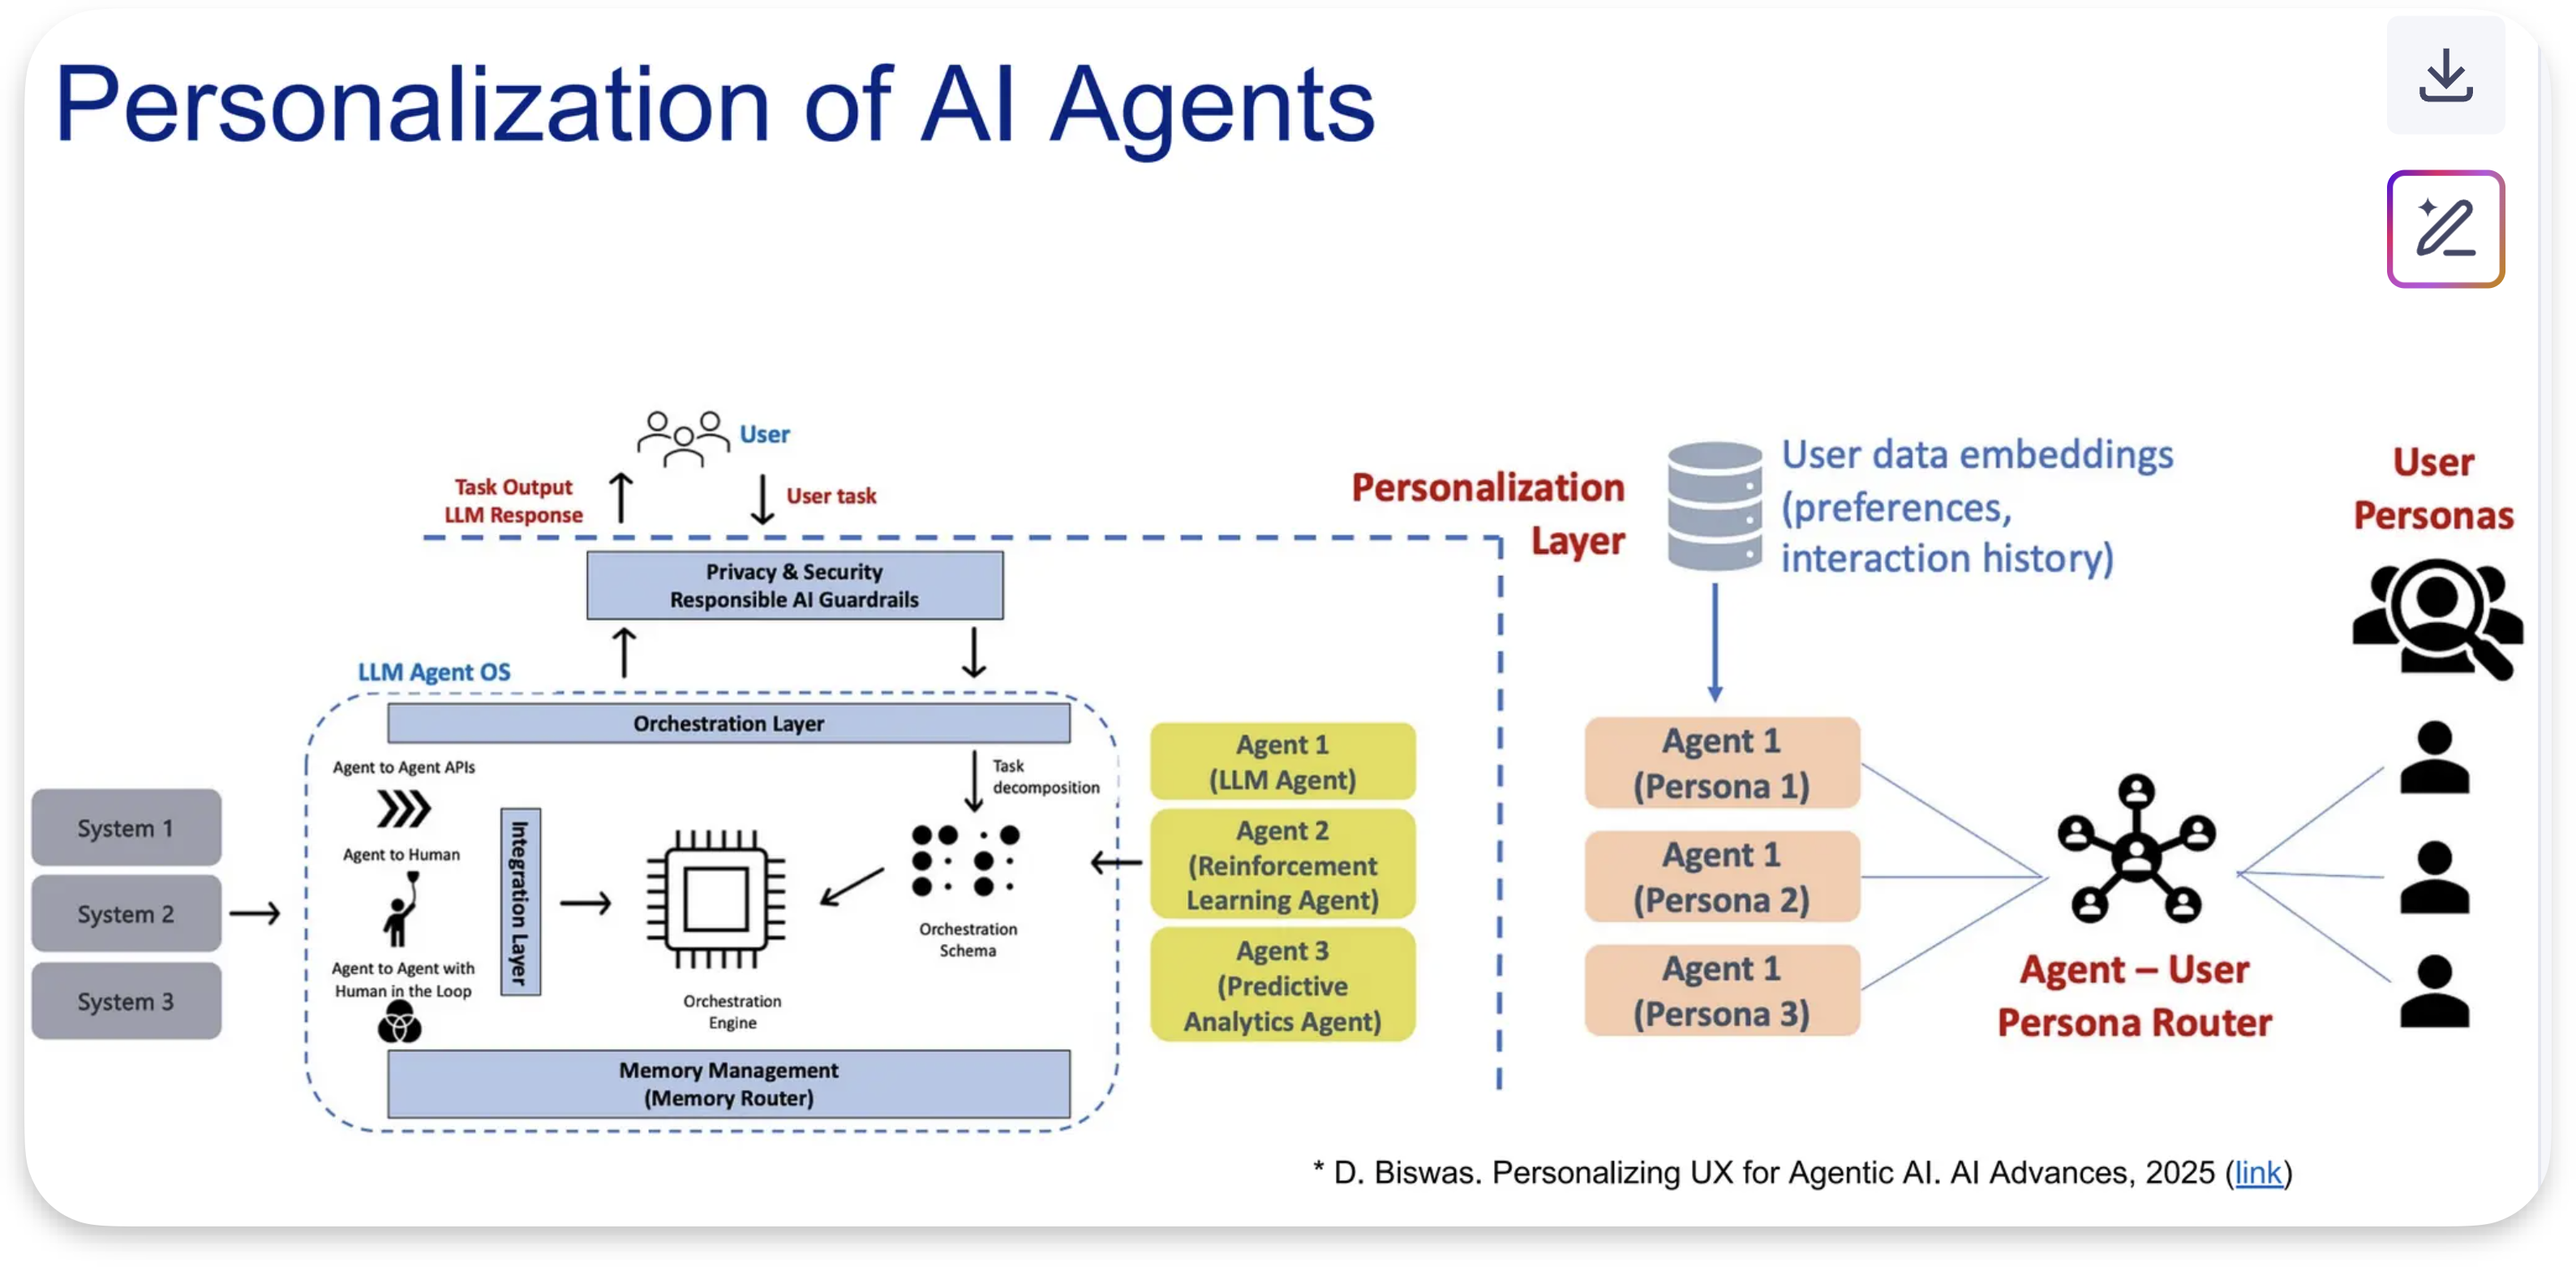 Personalization of AI Agents
User
Task Output
LLM Response
User task
Privacy & Security
Responsible AI Guardrails
LLM Agent OS
Orchestration Layer
Agent to Agent APIs
Task
decomposition
System 1
System 2
System 3
Agent to Human
Integration Layer
Agent to Agent with
Human in the Loop
Orchestration
Engine
Orchestration
Schema
Memory Management
(Memory Router)
Agent 1
(LLM Agent)
Agent 2
(Reinforcement
Learning Agent)
Agent 3
(Predictive
Analytics Agent)
Personalization
Layer
User data embeddings
(preferences,
interaction history)
Agent 1
(Persona 1)
Agent 1
(Persona 2)
Agent 1
(Persona 3)
Agent – User
Persona Router
User
Personas
* D. Biswas. Personalizing UX for Agentic AI. AI Advances, 2025 (link)